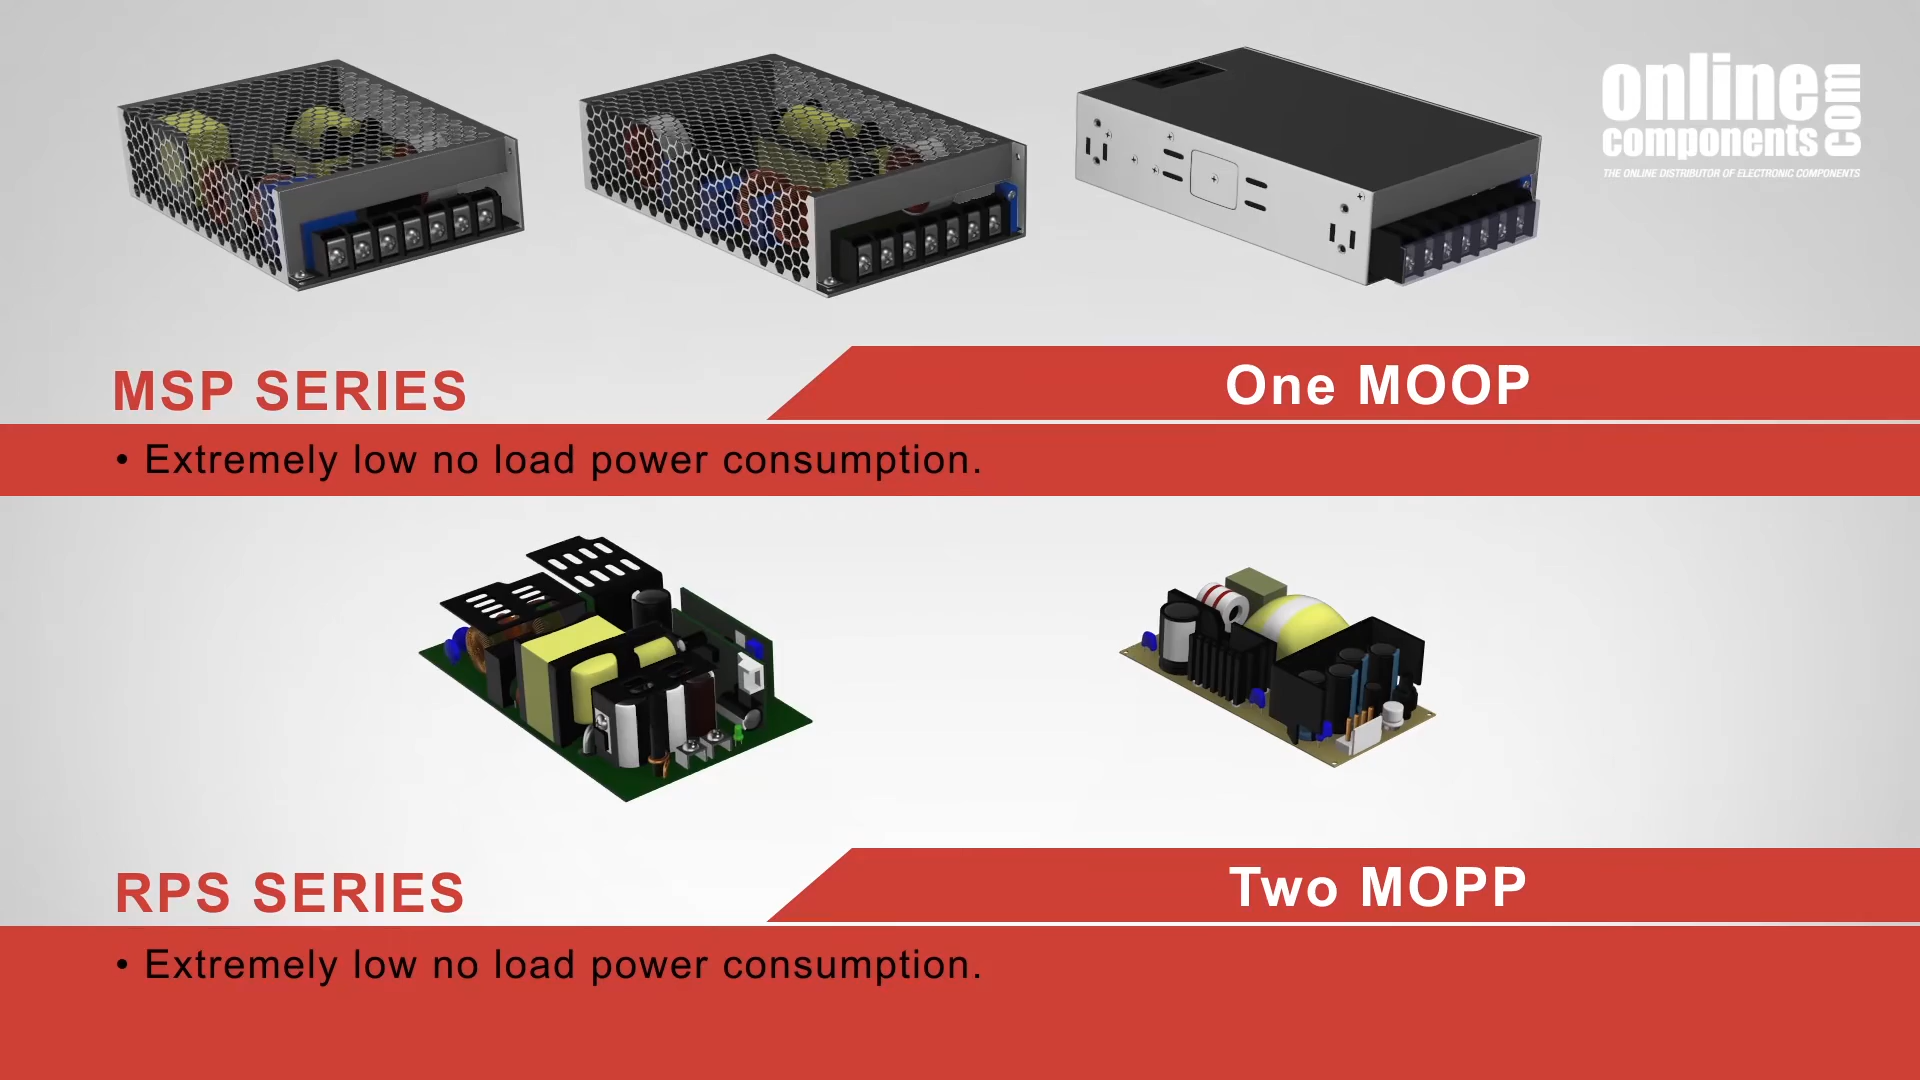 online
components
com
THE ONLINE DISTRIBUTOR OF ELECTRONIC COMPONENTS
MSP SERIES
One MOOP
• Extremely low no load power consumption.
RPS SERIES
Two MOPP
• Extremely low no load power consumption.